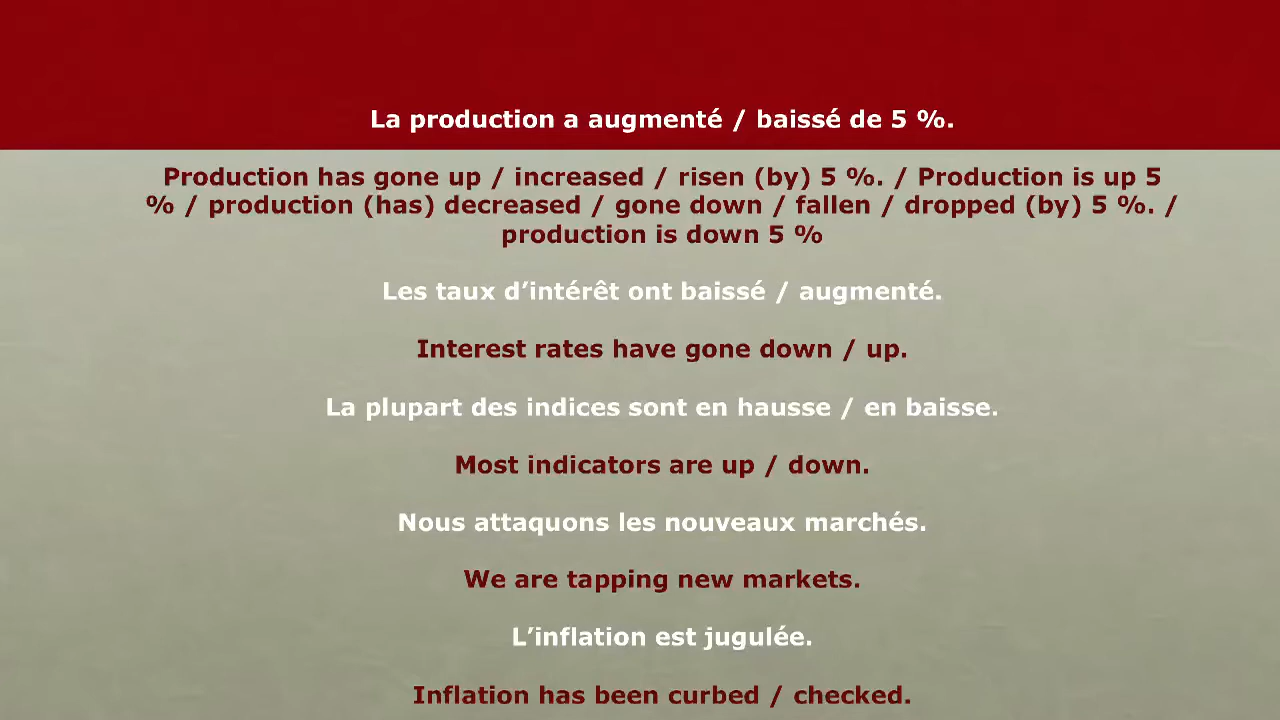 La production a augmenté / baissé de 5 %.
Production has gone up / increased / risen (by) 5 %. / Production is up 5
% / production (has) decreased / gone down / fallen / dropped (by) 5 %. /
production is down 5 %
Les taux d’intérêt ont baissé / augmenté.
Interest rates have gone down / up.
La plupart des indices sont en hausse / en baisse.
Most indicators are up / down.
Nous attaquons les nouveaux marchés.
We are tapping new markets.
L’inflation est jugulée.
Inflation has been curbed / checked.